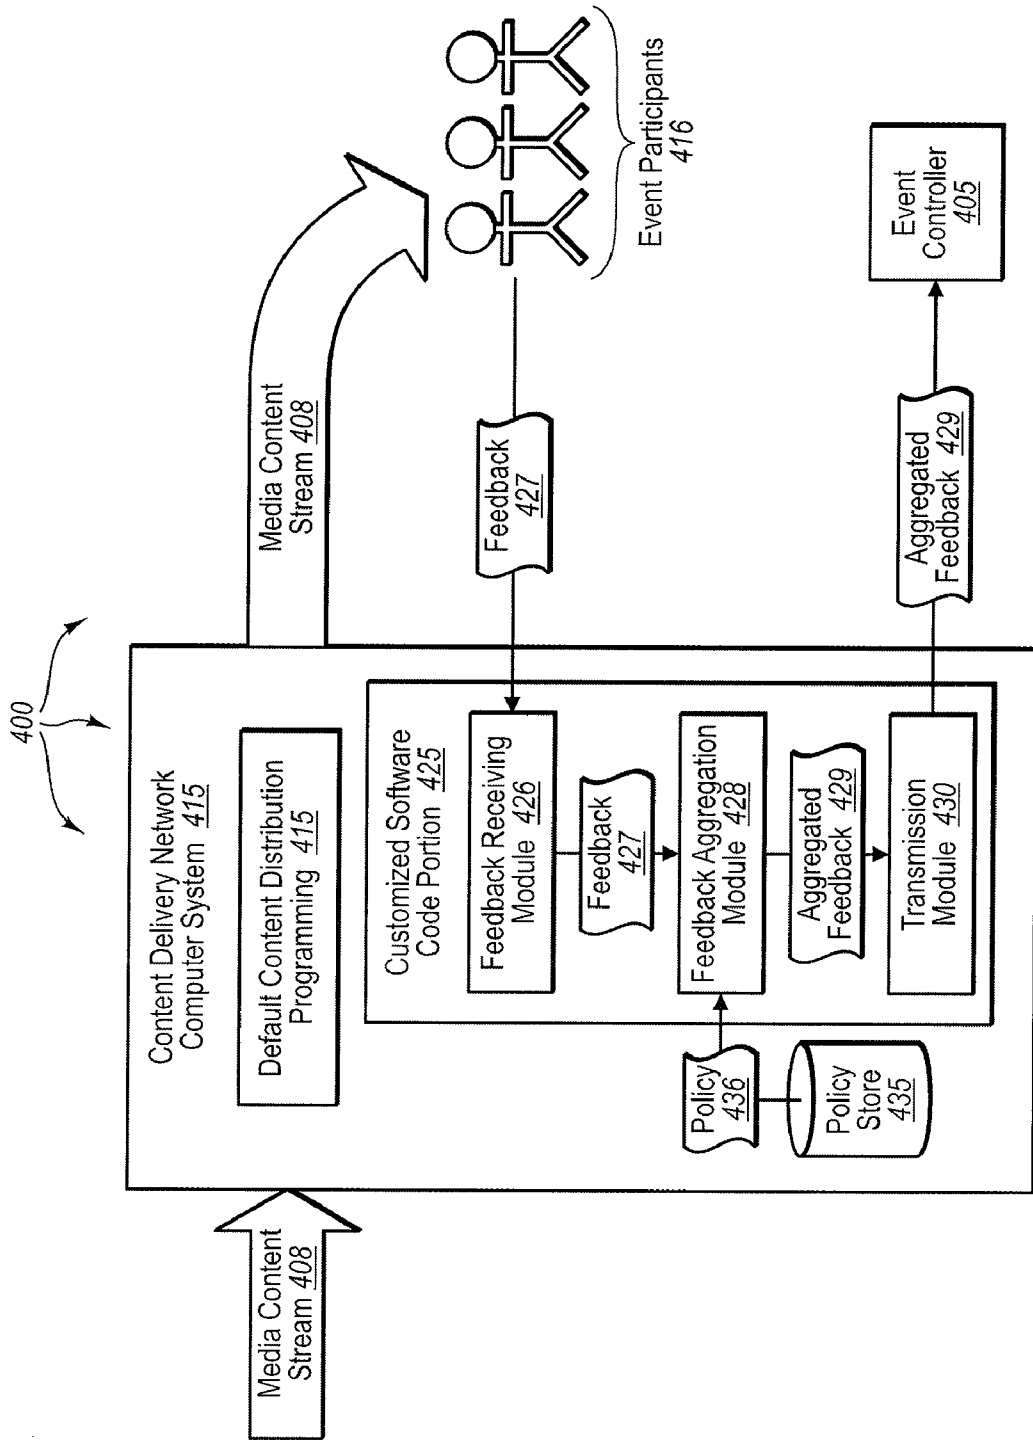 400
Media Content
Stream 408
Content Delivery Network
Computer System 415
Default Content Distribution
Programming 415
Media Content
Stream 408
Customized Software
Code Portion 425
Feedback Receiving
Module 426
Feedback
427
Event Participants
416
Feedback
427
Policy
436
Feedback Aggregation
Module 428
Policy
Store
435
Aggregated
Feedback 429
Transmission
Module 430
Aggregated
Feedback 429
Event
Controller
405